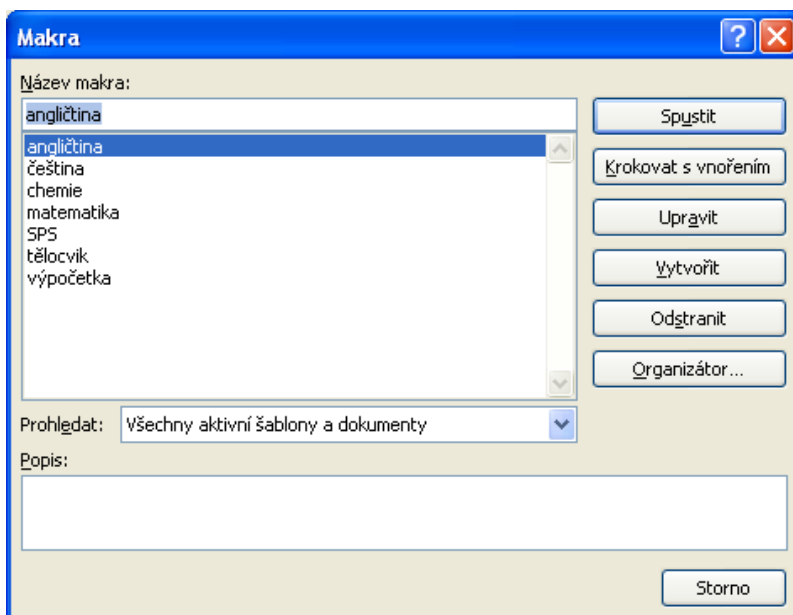 Makra
Název makra:
angličtina
Spustit
angličtina
čeština
chemie
matematika
SPS
tělocvik
výpočetka
Krokovat s vnořením
Upravit
Vytvořit
Odstranit
Organizátor...
Prohledat: Všechny aktivní šablony a dokumenty
Popis:
Storno